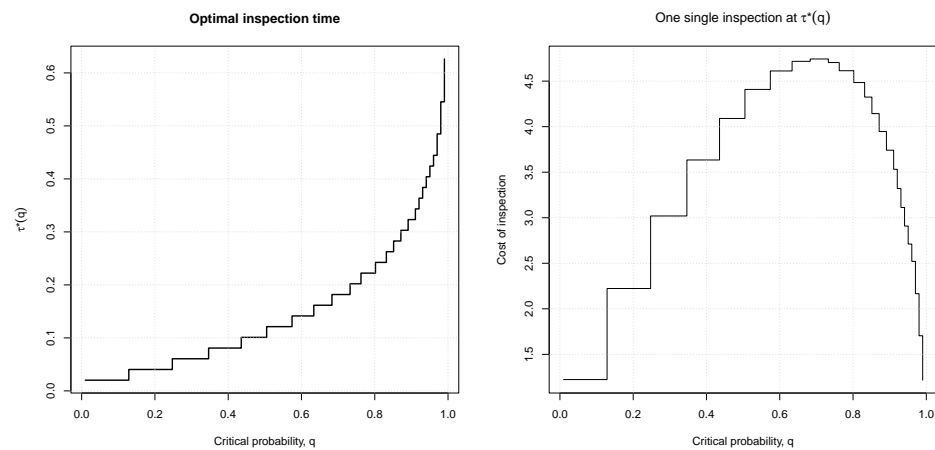 Optimal inspection time
τ*(q)
0.0 0.1 0.2 0.3 0.4 0.5 0.6
0.0 0.2 0.4 0.6 0.8 1.0
Critical probability, q
One single inspection at τ*(q)
Cost of inspection
1.5 2.0 2.5 3.0 3.5 4.0 4.5
0.0 0.2 0.4 0.6 0.8 1.0
Critical probability, q